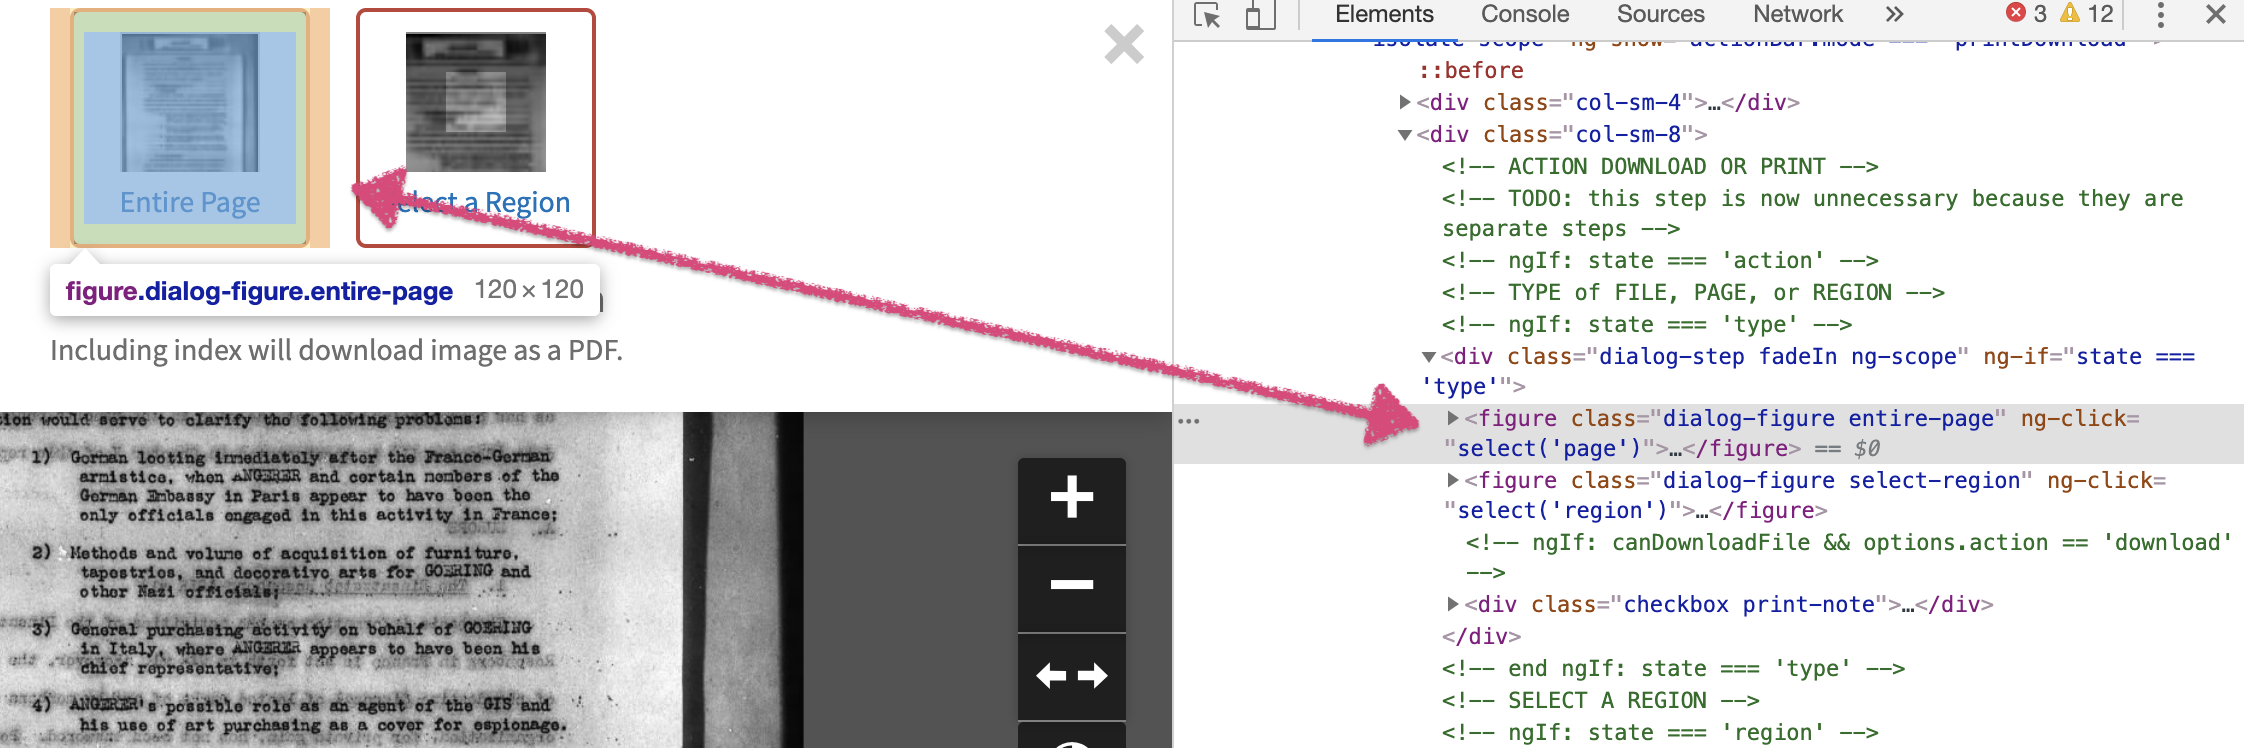 Entire Page
Select a Region
figure.dialog-figure.entire-page 120 × 120
Including index will download image as a PDF.
tion would serve to clarify the following problems:
1) German looting immediately after the Franco-German
armistice, when ANGERER and certain members of the
German Embassy in Paris appear to have been the
only officials engaged in this activity in France;
2) Methods and volume of acquisition of furniture,
tapestries, and decorative arts for GOERING and
other Nazi officials;
3) General purchasing activity on behalf of GOERING
in Italy, where ANGERER appears to have been his
chief representative;
4) ANGERER's possible role as an agent of the GIS and
his use of art purchasing as a cover for espionage.
Elements Console Sources Network » 3 12
isolate-scope" ng-show="actionBar.mode === 'printDownload'">
::before
<div class="col-sm-4">…</div>
<div class="col-sm-8">
<!-- ACTION DOWNLOAD OR PRINT -->
<!-- TODO: this step is now unnecessary because they are
separate steps -->
<!-- ngIf: state === 'action' -->
<!-- TYPE of FILE, PAGE, or REGION -->
<!-- ngIf: state === 'type' -->
<div class="dialog-step fadeIn ng-scope" ng-if="state ===
'type'">
<figure class="dialog-figure entire-page" ng-click=
"select('page')">…</figure> == $0
<figure class="dialog-figure select-region" ng-click=
"select('region')">…</figure>
<!-- ngIf: canDownloadFile && options.action == 'download'
-->
<div class="checkbox print-note">…</div>
</div>
<!-- end ngIf: state === 'type' -->
<!-- SELECT A REGION -->
<!-- ngIf: state === 'region' -->